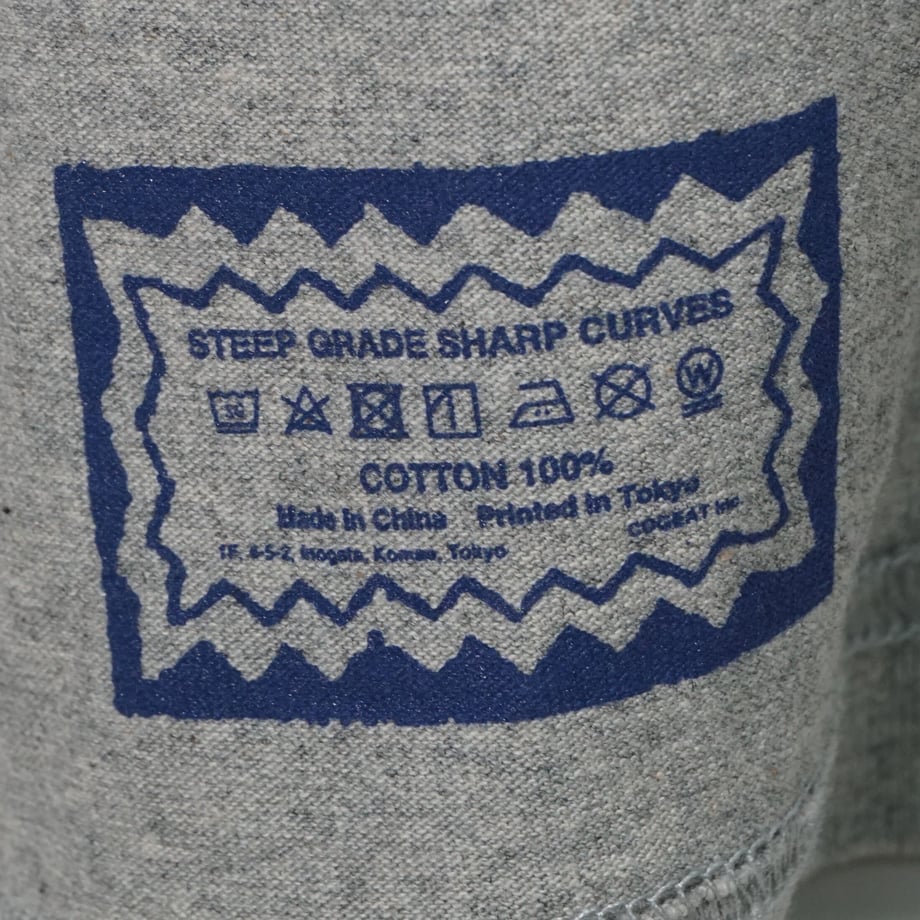 STEEP GRADE SHARP CURVES
30
W
COTTON 100%
Made in China Printed in Tokyo
COGEAT Inc
1F, 4-5-2, Inogata, Komae, Tokyo